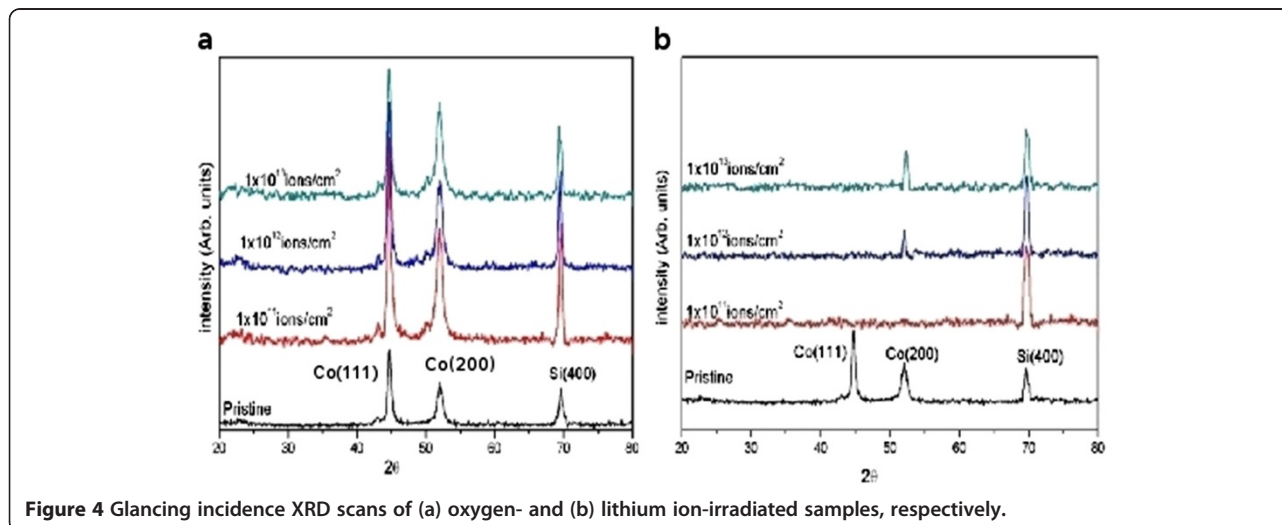 a
b
intensity (Arb. units)
1x10¹³ions/cm²
1x10¹²ions/cm²
1x10¹¹ions/cm²
Co(111)
Co(200)
Si(400)
Pristine
20 30 40 50 60 70 80
2θ
intensity (Arb. units)
1x10¹³ions/cm²
1x10¹²ions/cm²
1x10¹¹ions/cm²
Co(111)
Co(200)
Si(400)
Pristine
20 30 40 50 60 70 80
2θ
Figure 4 Glancing incidence XRD scans of (a) oxygen- and (b) lithium ion-irradiated samples, respectively.